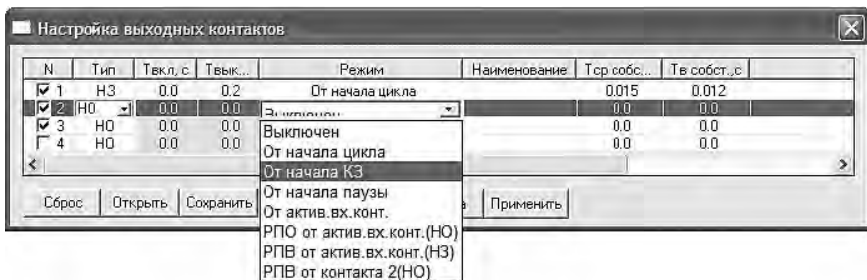 Настройка выходных контактов
N Тип Твкл, с Твык... Режим Наименование Тср собс... Тв собст.,с
1 НЗ 0.0 0.2 От начала цикла 0.015 0.012
2 НО 0.0 0.0 Выключен 0.0 0.0
3 НО 0.0 0.0 0.0 0.0
4 НО 0.0 0.0 0.0 0.0
Выключен
От начала цикла
От начала КЗ
От начала паузы
От актив.вх.конт.
РПО от актив.вх.конт.(НО)
РПВ от актив.вх.конт.(НЗ)
РПВ от контакта 2(НО)
Сброс Открыть Сохранить Применить